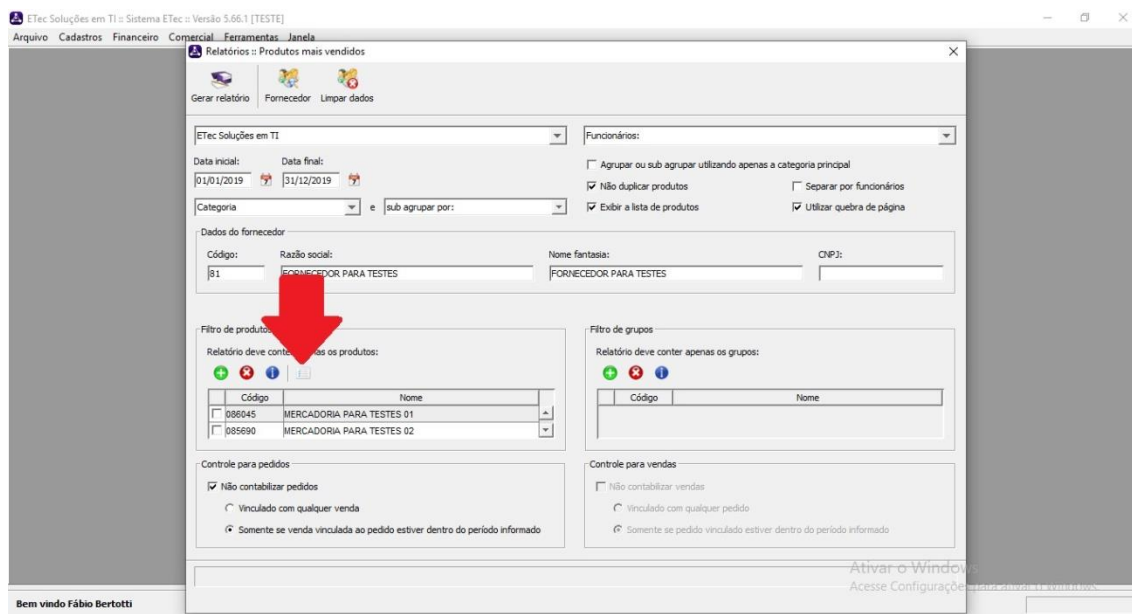 ETec Soluções em TI :: Sistema ETec :: Versão 5.66.1 [TESTE]
Arquivo Cadastros Financeiro Comercial Ferramentas Janela
Relatórios :: Produtos mais vendidos
Gerar relatório Fornecedor Limpar dados
ETec Soluções em TI
Funcionários:
Data inicial: Data final:
01/01/2019 31/12/2019
Agrupar ou sub agrupar utilizando apenas a categoria principal
Não duplicar produtos Separar por funcionários
Categoria e sub agrupar por:
Exibir a lista de produtos Utilizar quebra de página
Dados do fornecedor
Código: Razão social: Nome fantasia: CNPJ:
81 FORNECEDOR PARA TESTES FORNECEDOR PARA TESTES
Filtro de produto
Relatório deve conte as os produtos:
Código Nome
086045 MERCADORIA PARA TESTES 01
085690 MERCADORIA PARA TESTES 02
Filtro de grupos
Relatório deve conter apenas os grupos:
Código Nome
Controle para pedidos
Não contabilizar pedidos
Vinculado com qualquer venda
Somente se venda vinculada ao pedido estiver dentro do período informado
Controle para vendas
Não contabilizar vendas
Vinculado com qualquer pedido
Somente se pedido vinculado estiver dentro do período informado
Ativar o Windows
Acesse Configurações para ativar o Windows.
Bem vindo Fábio Bertotti